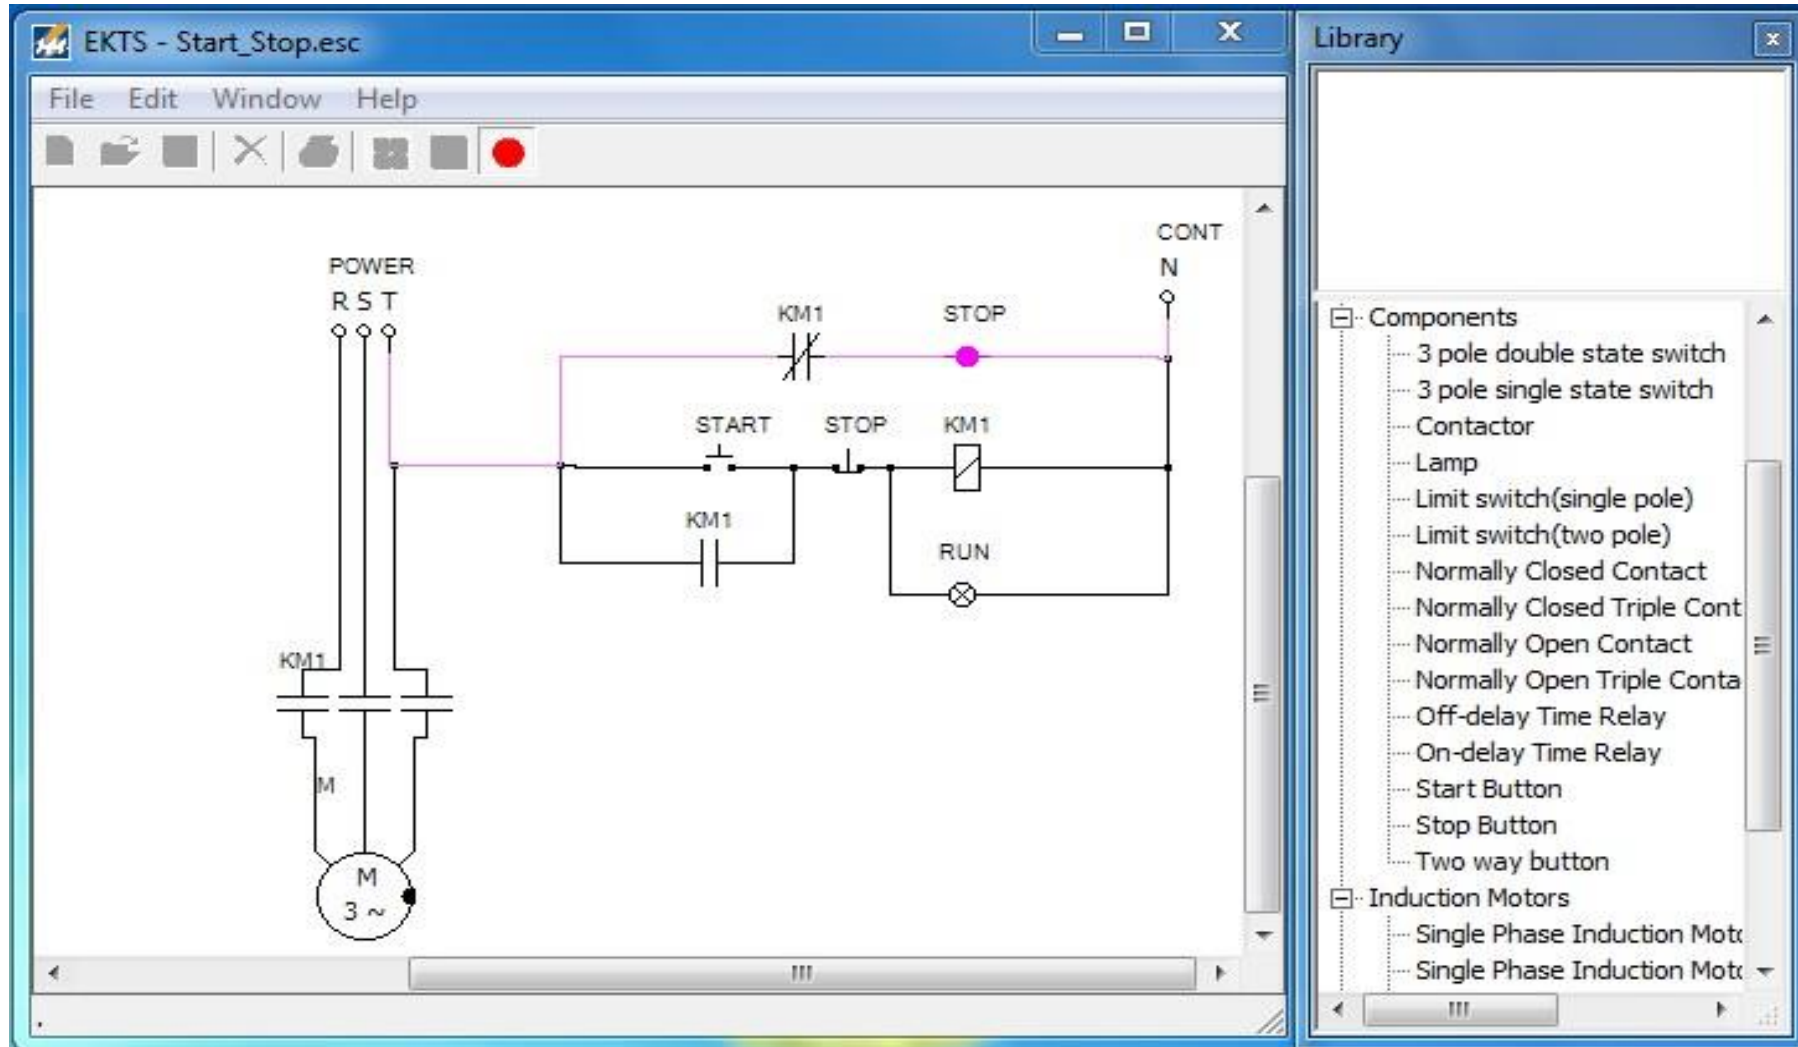 EKTS - Start_Stop.esc
File Edit Window Help
CONT
N
POWER
R S T
KM1 STOP
START STOP KM1
KM1
RUN
KM1
M
M
3 ~
Library
Components
3 pole double state switch
3 pole single state switch
Contactor
Lamp
Limit switch(single pole)
Limit switch(two pole)
Normally Closed Contact
Normally Closed Triple Cont
Normally Open Contact
Normally Open Triple Conta
Off-delay Time Relay
On-delay Time Relay
Start Button
Stop Button
Two way button
Induction Motors
Single Phase Induction Moto
Single Phase Induction Moto